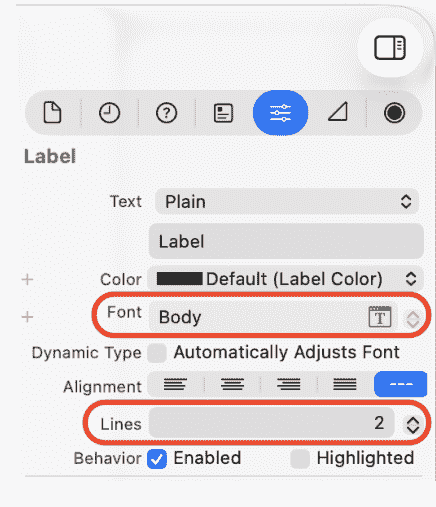 Label
Text Plain
Label
+ Color Default (Label Color)
+ Font Body T
Dynamic Type Automatically Adjusts Font
Alignment ---
Lines 2
Behavior Enabled Highlighted